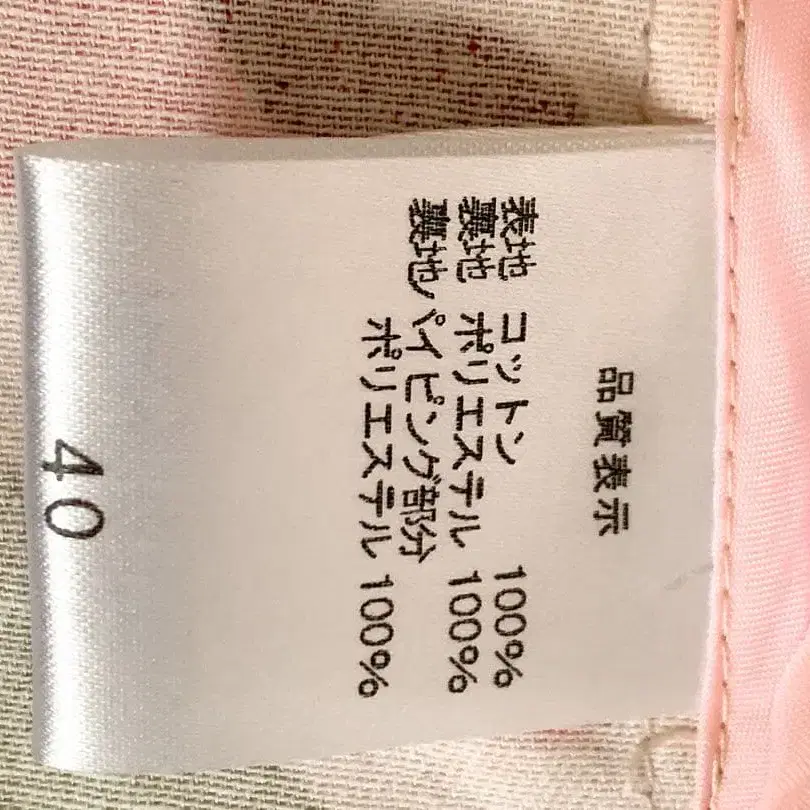 品質表示
表地 コットン 100%
裏地 ポリエステル 100%
裏地 パイピング部分
ポリエステル 100%
40